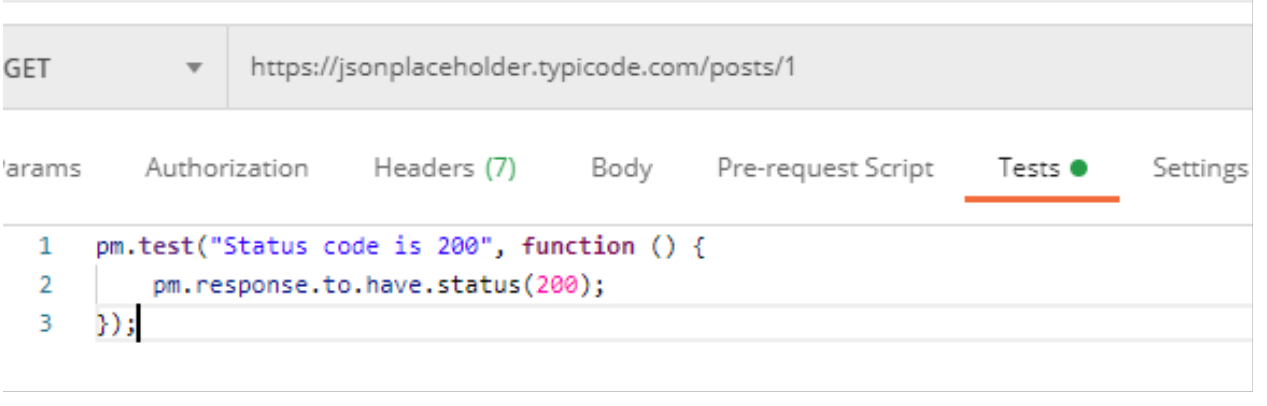 GET https://jsonplaceholder.typicode.com/posts/1
arams Authorization Headers (7) Body Pre-request Script Tests Settings
1 pm.test("Status code is 200", function () {
2 pm.response.to.have.status(200);
3 });